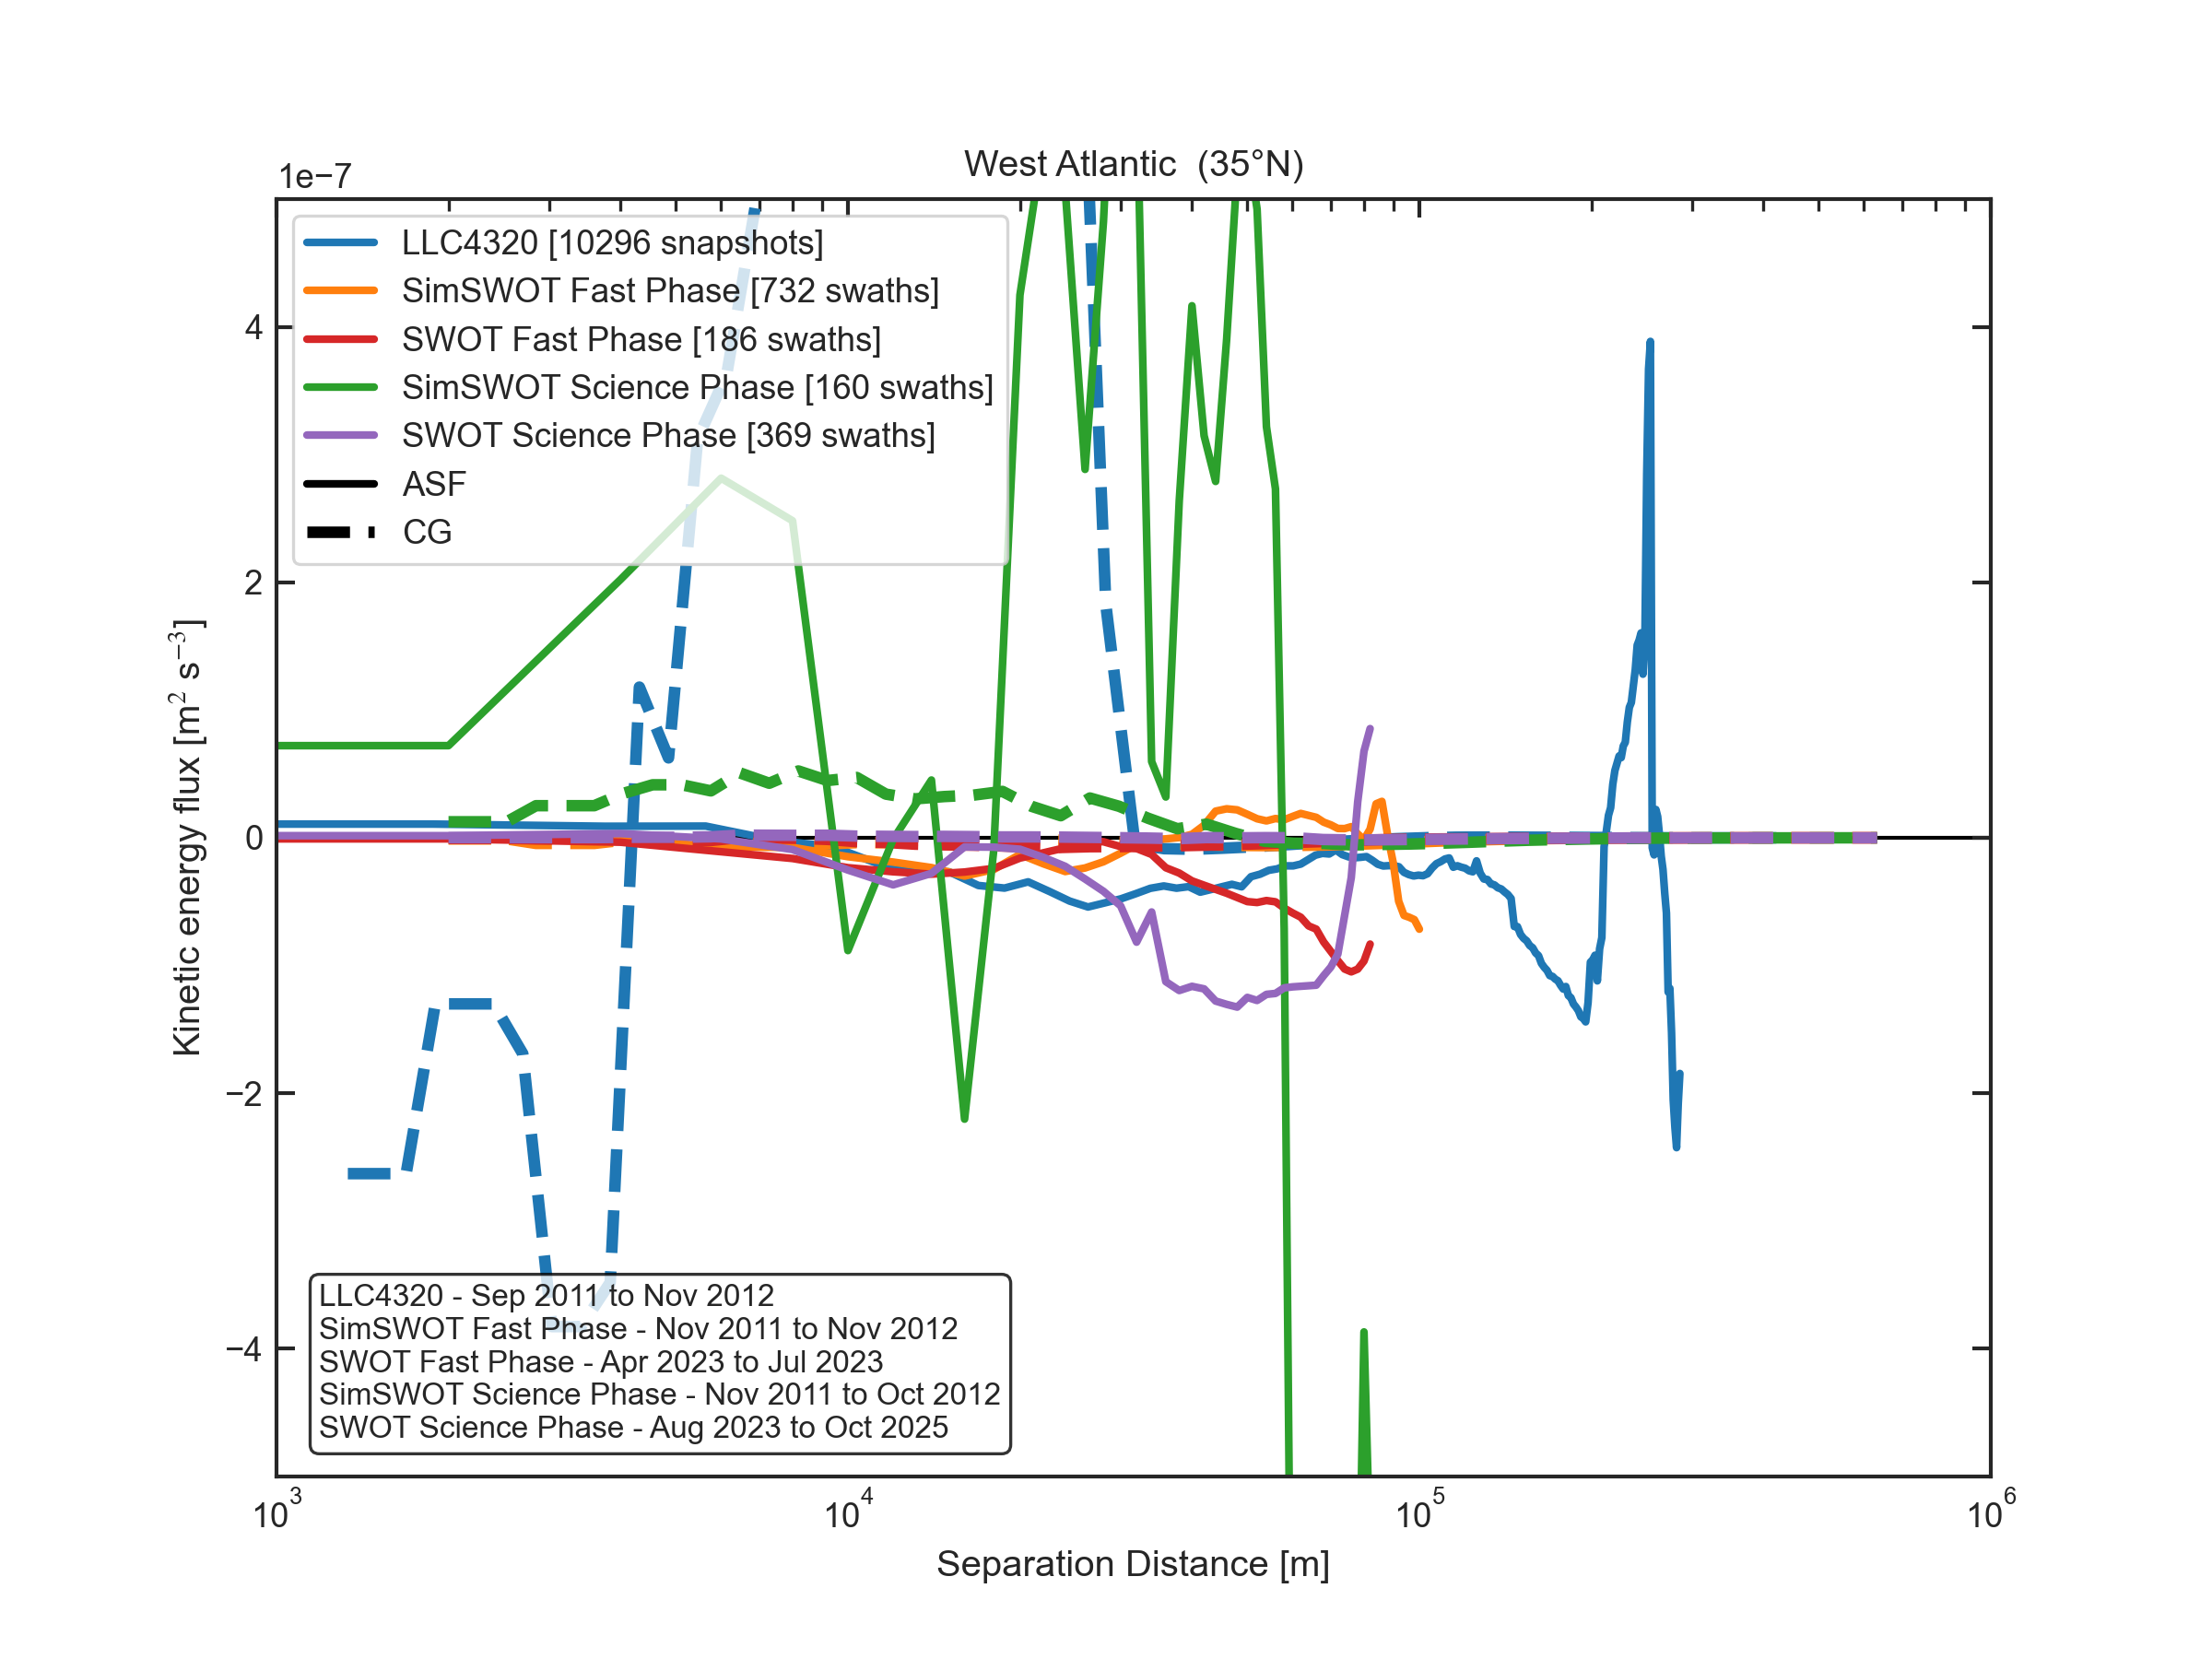 West Atlantic (35°N)
1e−7
LLC4320 [10296 snapshots]
SimSWOT Fast Phase [732 swaths]
SWOT Fast Phase [186 swaths]
SimSWOT Science Phase [160 swaths]
SWOT Science Phase [369 swaths]
ASF
CG
4
2
0
−2
−4
Kinetic energy flux [m² s⁻³]
LLC4320 - Sep 2011 to Nov 2012
SimSWOT Fast Phase - Nov 2011 to Nov 2012
SWOT Fast Phase - Apr 2023 to Jul 2023
SimSWOT Science Phase - Nov 2011 to Oct 2012
SWOT Science Phase - Aug 2023 to Oct 2025
10³ 10⁴ 10⁵ 10⁶
Separation Distance [m]